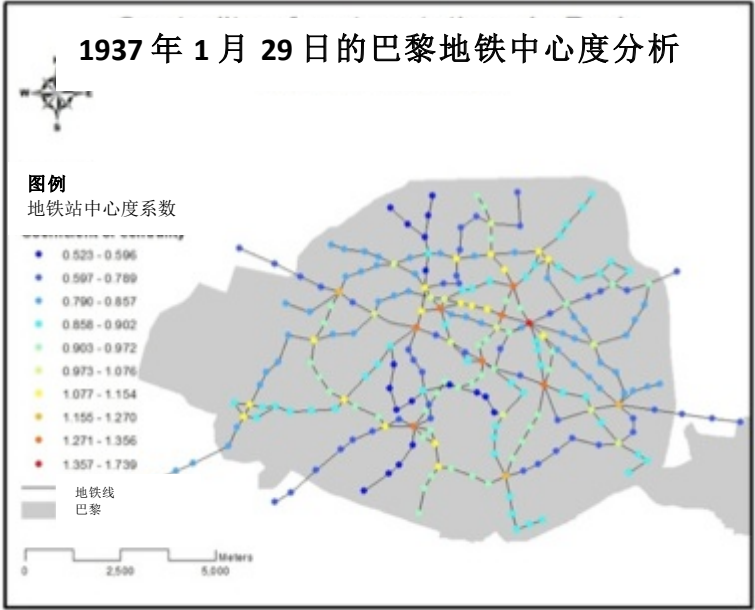 1937 年 1 月 29 日的巴黎地铁中心度分析
W
E
S
图例
地铁站中心度系数
0.523 - 0.596
0.597 - 0.789
0.790 - 0.857
0.858 - 0.902
0.903 - 0.972
0.973 - 1.076
1.077 - 1.154
1.155 - 1.270
1.271 - 1.356
1.357 - 1.739
地铁线
巴黎
Meters
0 2,500 5,000